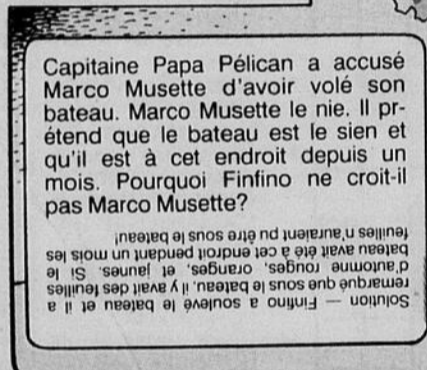 Capitaine Papa Pélican a accusé
Marco Musette d'avoir volé son
bateau. Marco Musette le nie. Il pr-
étend que le bateau est le sien et
qu'il est à cet endroit depuis un
mois. Pourquoi Finfino ne croit-il
pas Marco Musette?
Solution — Finfino a soulevé le bateau et il a
remarqué que sous le bateau, il y avait des feuilles
d'automne rouges, oranges, et jaunes. Si le
bateau avait été à cet endroit pendant un mois les
feuilles n'auraient pu être sous le bateau!